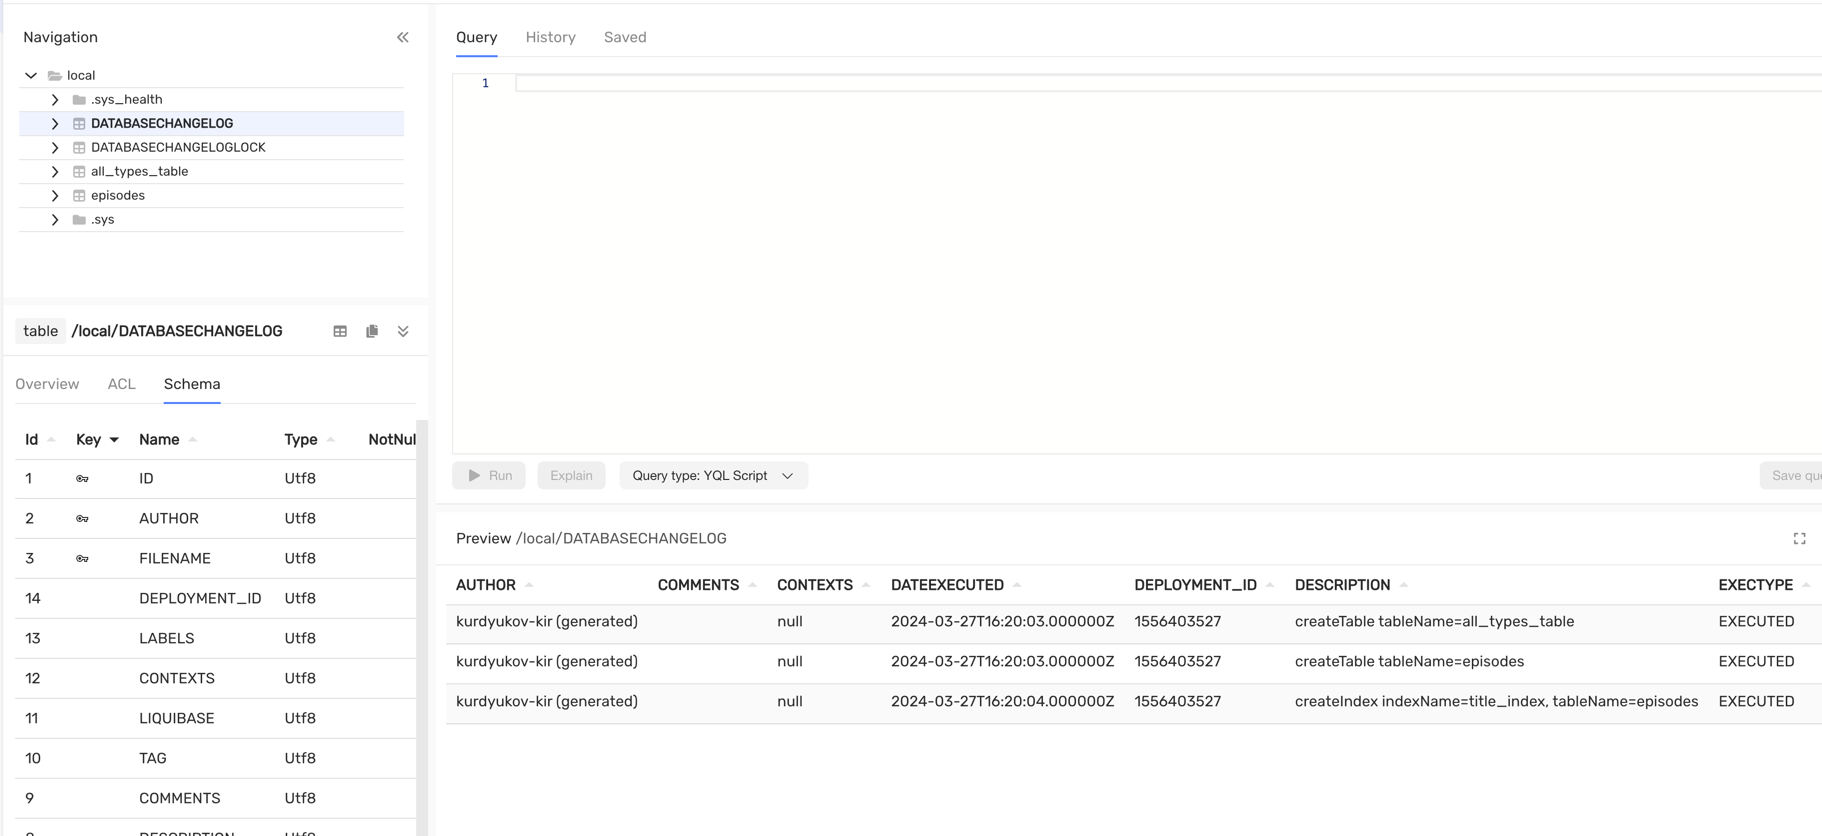 Navigation
local
.sys_health
DATABASECHANGELOG
DATABASECHANGELOGLOCK
all_types_table
episodes
.sys
table /local/DATABASECHANGELOG
Overview ACL Schema
Id Key Name Type NotNul
1 ID Utf8
2 AUTHOR Utf8
3 FILENAME Utf8
14 DEPLOYMENT_ID Utf8
13 LABELS Utf8
12 CONTEXTS Utf8
11 LIQUIBASE Utf8
10 TAG Utf8
9 COMMENTS Utf8
8 DESCRIPTION Utf8
Query History Saved
1
Run Explain Query type: YQL Script Save que
Preview /local/DATABASECHANGELOG
AUTHOR COMMENTS CONTEXTS DATEEXECUTED DEPLOYMENT_ID DESCRIPTION EXECTYPE
kurdyukov-kir (generated) null 2024-03-27T16:20:03.000000Z 1556403527 createTable tableName=all_types_table EXECUTED
kurdyukov-kir (generated) null 2024-03-27T16:20:03.000000Z 1556403527 createTable tableName=episodes EXECUTED
kurdyukov-kir (generated) null 2024-03-27T16:20:04.000000Z 1556403527 createIndex indexName=title_index, tableName=episodes EXECUTED